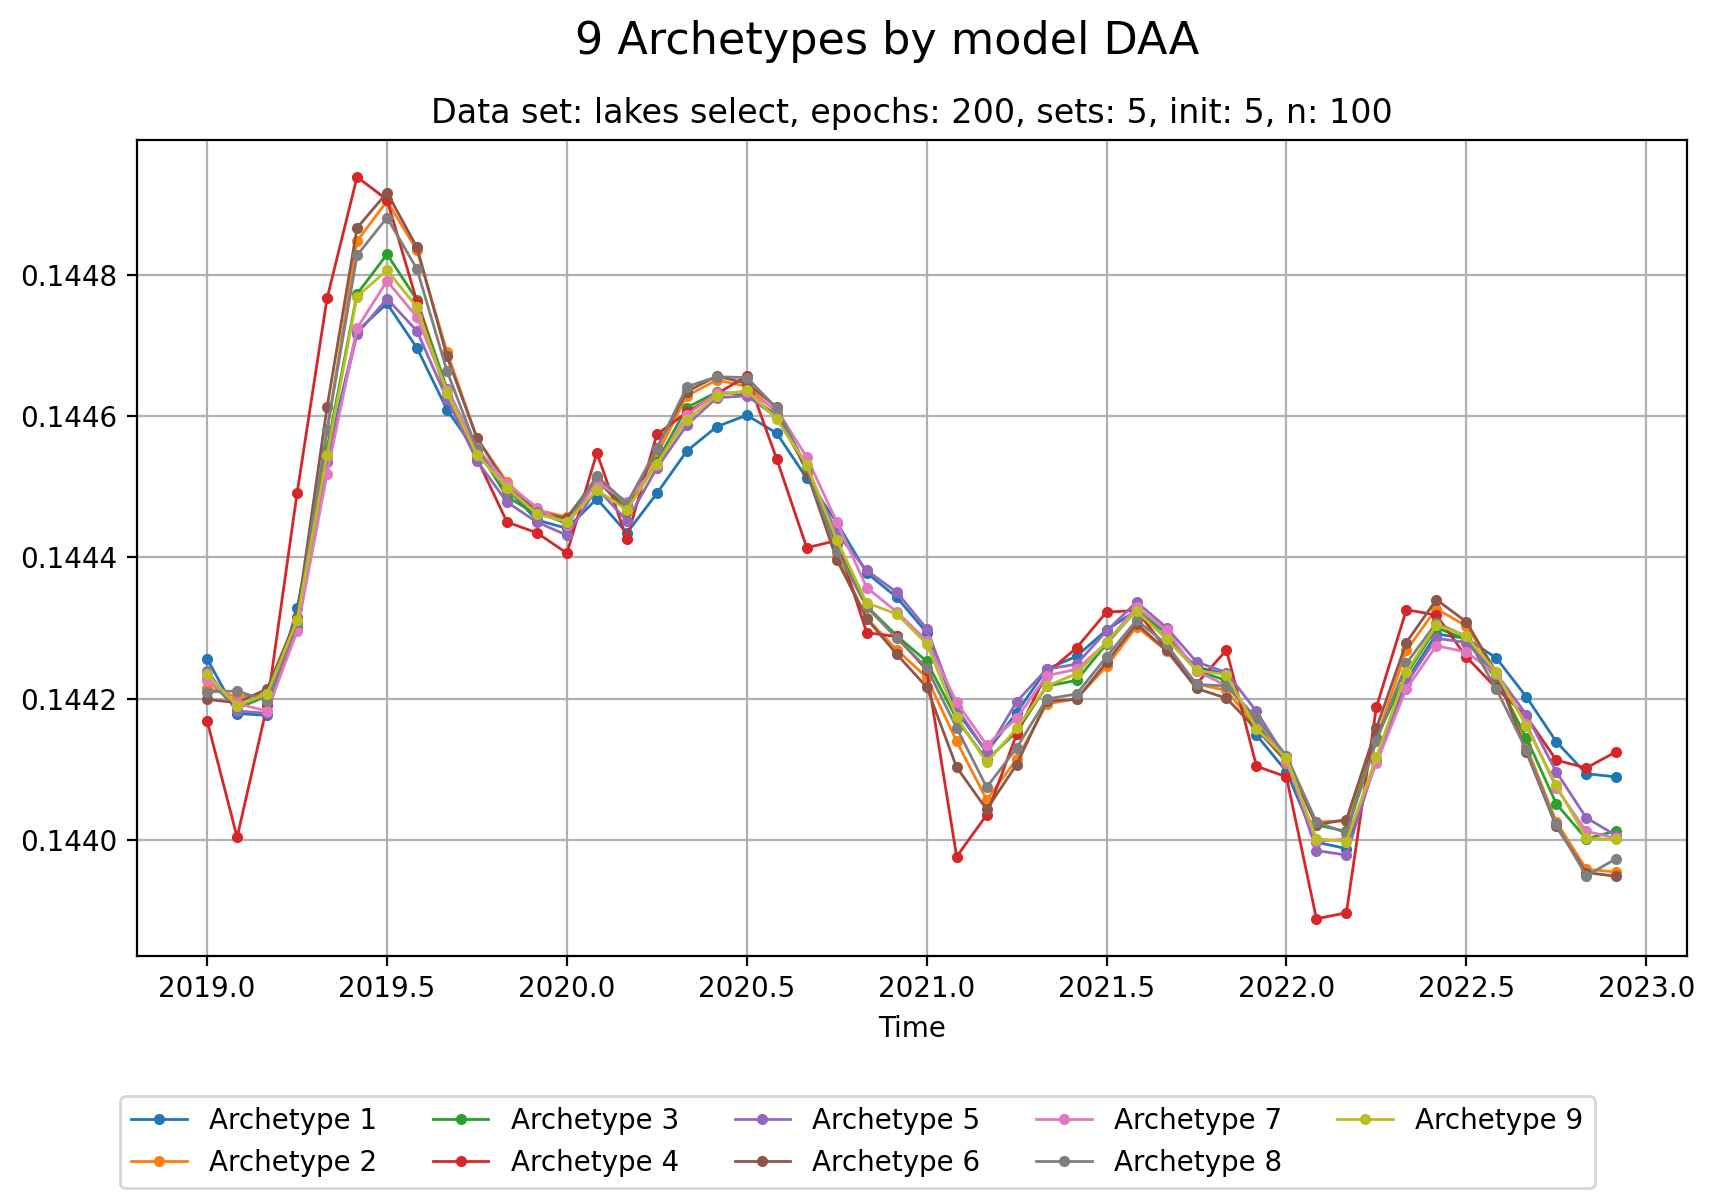 9 Archetypes by model DAA
Data set: lakes select, epochs: 200, sets: 5, init: 5, n: 100
0.1448
0.1446
0.1444
0.1442
0.1440
2019.0 2019.5 2020.0 2020.5 2021.0 2021.5 2022.0 2022.5 2023.0
Time
Archetype 1 Archetype 3 Archetype 5 Archetype 7 Archetype 9
Archetype 2 Archetype 4 Archetype 6 Archetype 8